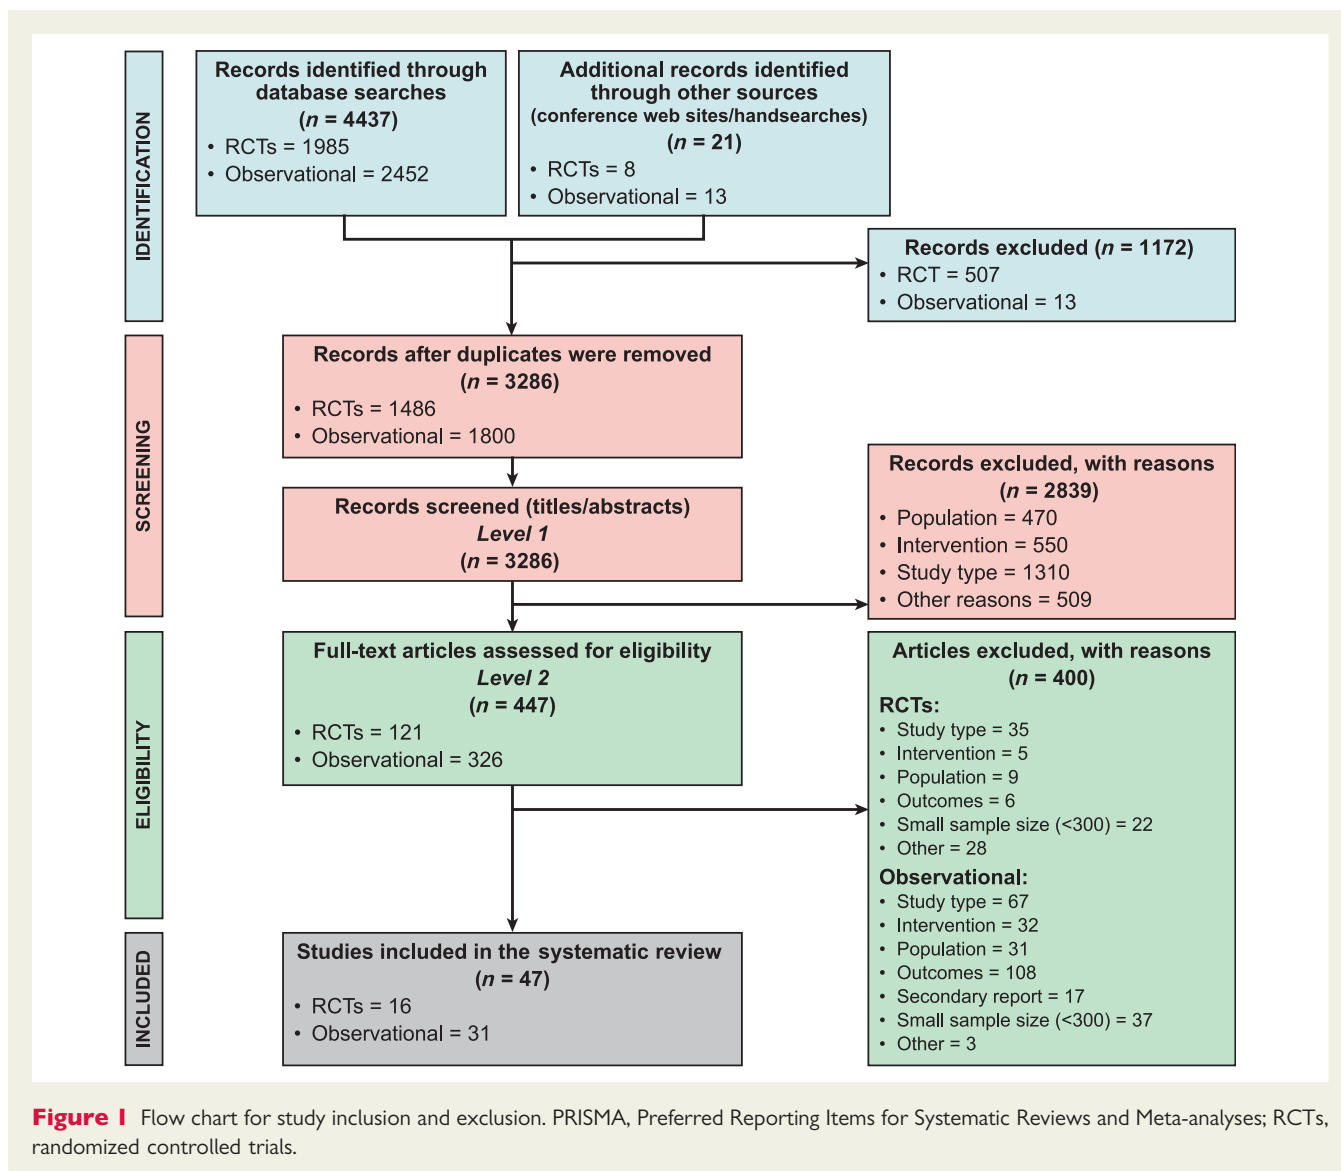 IDENTIFICATION
Records identified through
database searches
(n = 4437)
• RCTs = 1985
• Observational = 2452
Additional records identified
through other sources
(conference web sites/handsearches)
(n = 21)
• RCTs = 8
• Observational = 13
Records excluded (n = 1172)
• RCT = 507
• Observational = 13
SCREENING
Records after duplicates were removed
(n = 3286)
• RCTs = 1486
• Observational = 1800
Records screened (titles/abstracts)
Level 1
(n = 3286)
Records excluded, with reasons
(n = 2839)
• Population = 470
• Intervention = 550
• Study type = 1310
• Other reasons = 509
ELIGIBILITY
Full-text articles assessed for eligibility
Level 2
(n = 447)
• RCTs = 121
• Observational = 326
Articles excluded, with reasons
(n = 400)
RCTs:
• Study type = 35
• Intervention = 5
• Population = 9
• Outcomes = 6
• Small sample size (<300) = 22
• Other = 28
Observational:
• Study type = 67
• Intervention = 32
• Population = 31
• Outcomes = 108
• Secondary report = 17
• Small sample size (<300) = 37
• Other = 3
INCLUDED
Studies included in the systematic review
(n = 47)
• RCTs = 16
• Observational = 31
Figure 1 Flow chart for study inclusion and exclusion. PRISMA, Preferred Reporting Items for Systematic Reviews and Meta-analyses; RCTs,
randomized controlled trials.